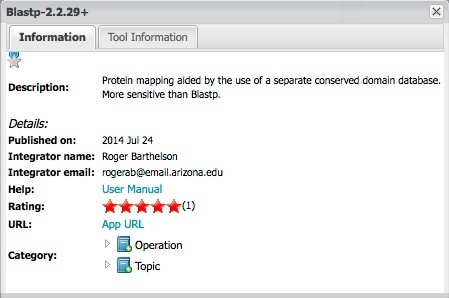 Blastp-2.2.29+
Information
Tool Information
Description: Protein mapping aided by the use of a separate conserved domain database.
More sensitive than Blastp.
Details:
Published on: 2014 Jul 24
Integrator name: Roger Barthelson
Integrator email: rogerab@email.arizona.edu
Help: User Manual
Rating: (1)
URL: App URL
Category: Operation
Topic